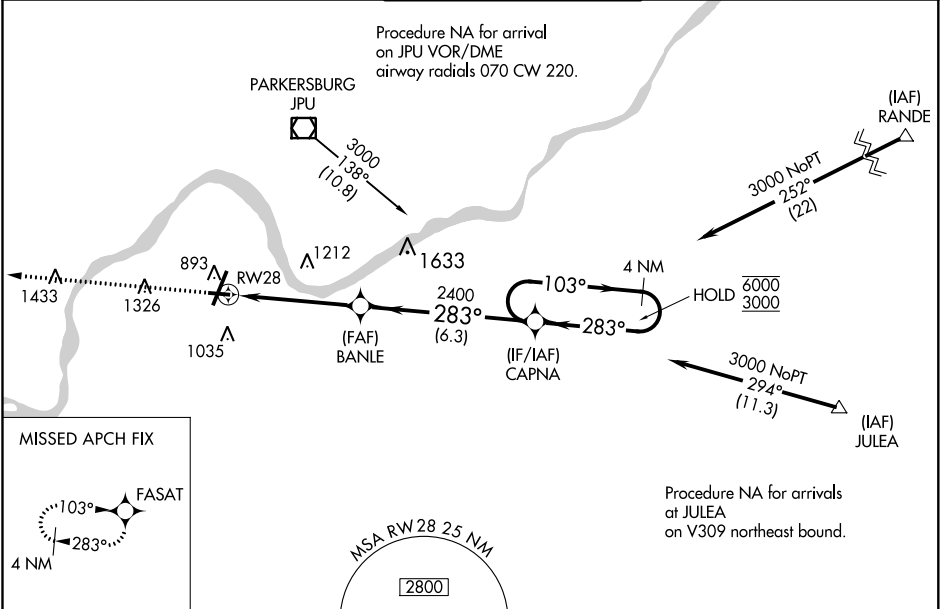 Procedure NA for arrival
on JPU VOR/DME
airway radials 070 CW 220.
PARKERSBURG
JPU
3000
138°
(10.8)
(IAF)
RANDE
3000 NoPT
252°
(22)
1212
1633
893
RW28
1433
1326
1035
2400
283°
(6.3)
(FAF)
BANLE
(IF/IAF)
CAPNA
103°
283°
4 NM
HOLD
6000
3000
3000 NoPT
294°
(11.3)
(IAF)
JULEA
MISSED APCH FIX
FASAT
103°
283°
4 NM
Procedure NA for arrivals
at JULEA
on V309 northeast bound.
MSA RW28 25 NM
2800